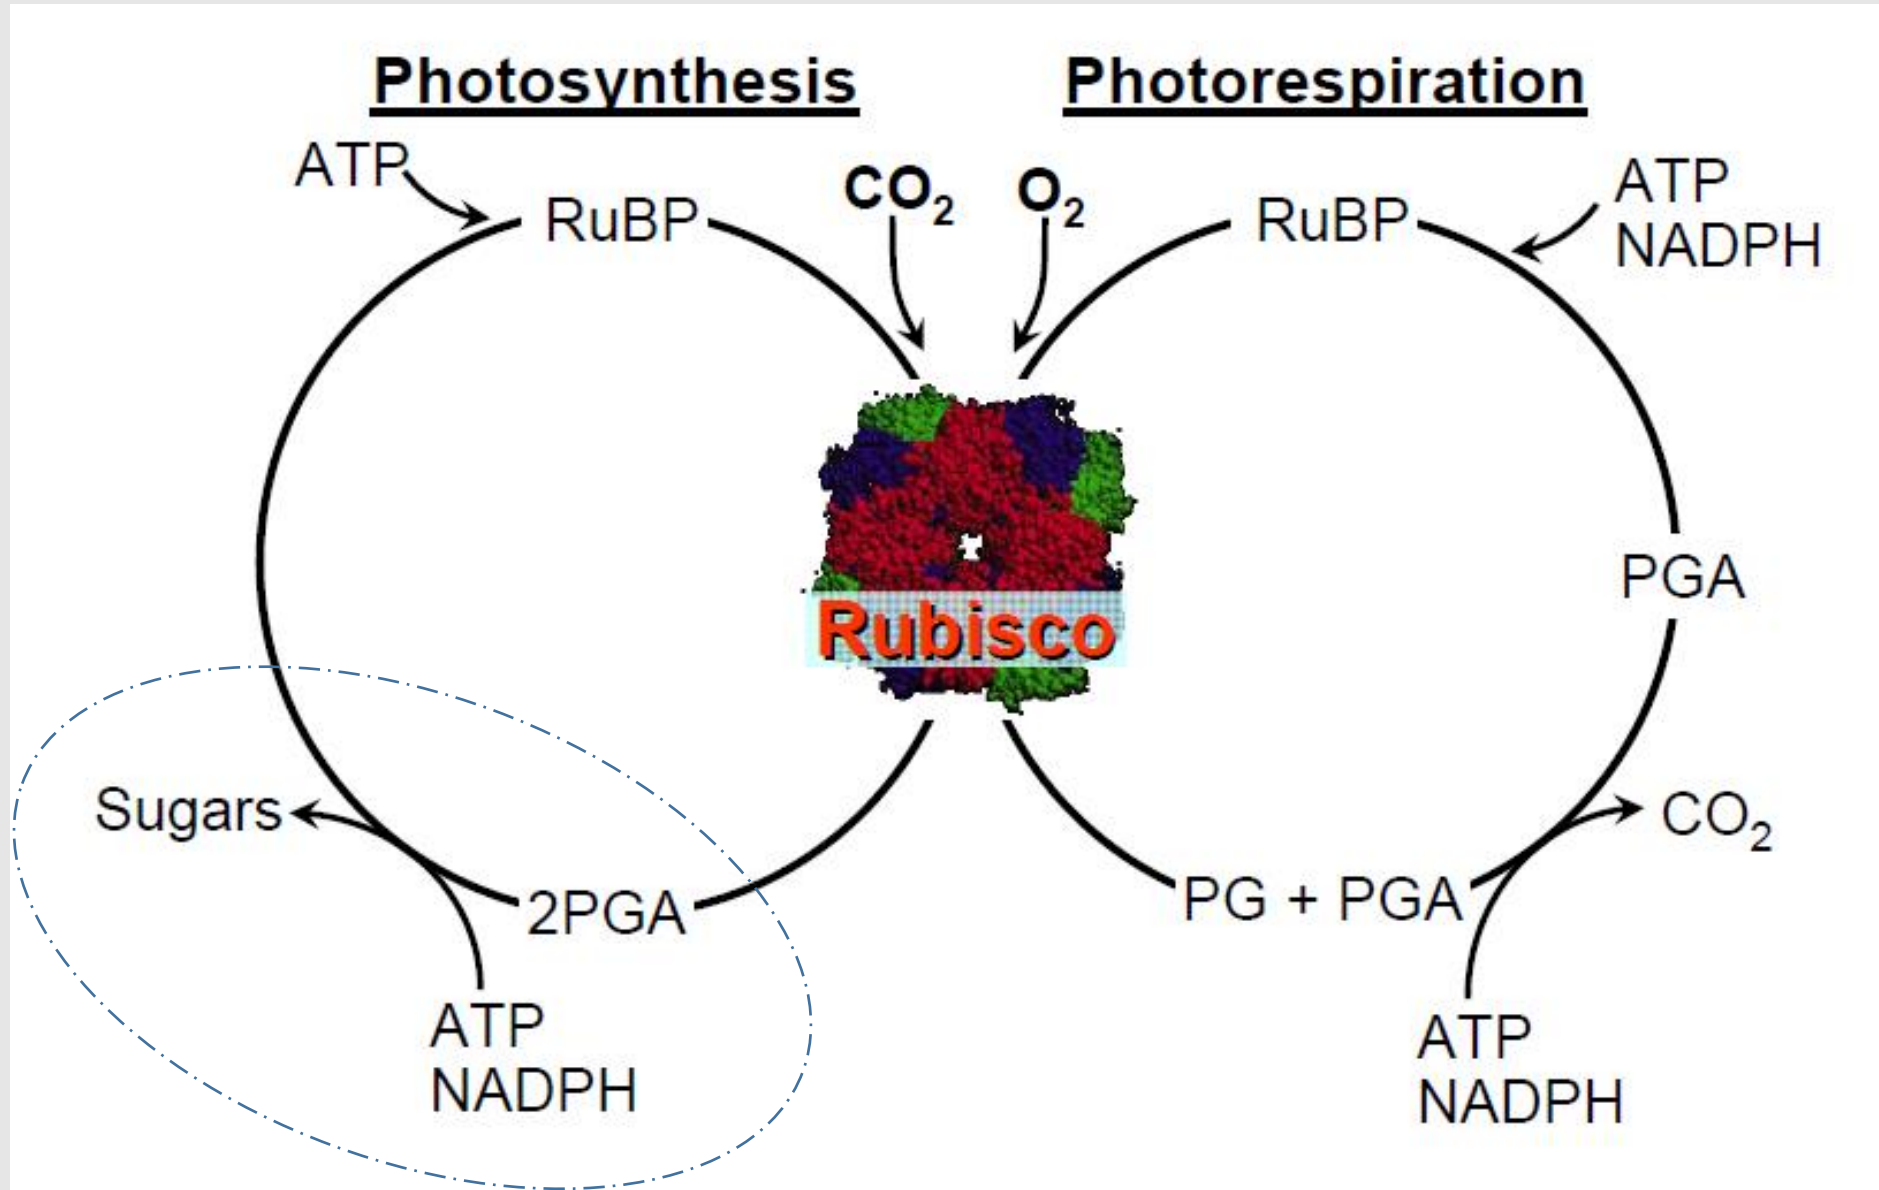 Photosynthesis
Photorespiration
ATP
RuBP
CO₂
O₂
RuBP
ATP
NADPH
Rubisco
PGA
Sugars
2PGA
ATP
NADPH
PG + PGA
CO₂
ATP
NADPH